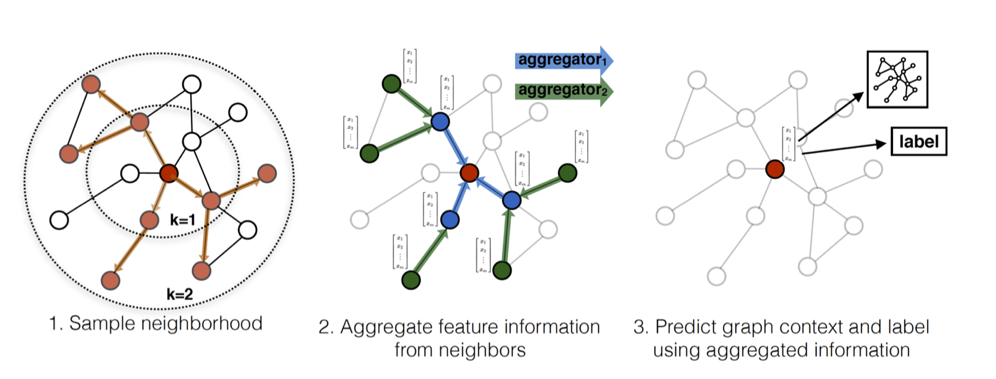 aggregator₁
aggregator₂
label
k=1
k=2
1. Sample neighborhood
2. Aggregate feature information
from neighbors
3. Predict graph context and label
using aggregated information